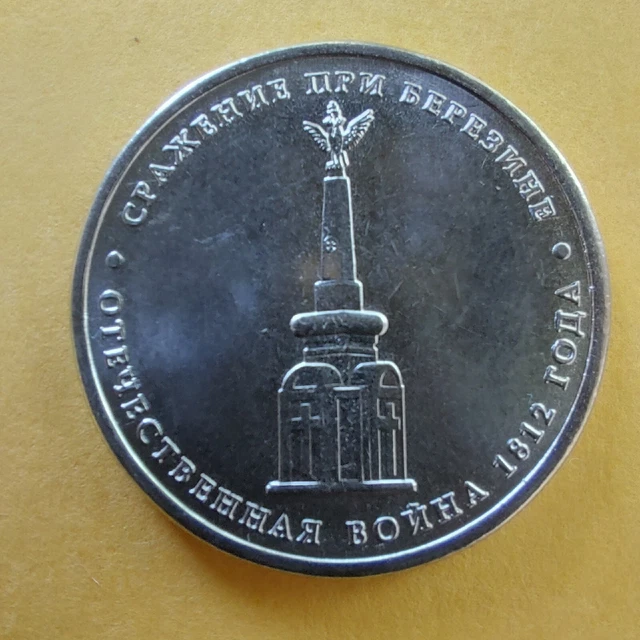 СРАЖЕНИЕ ПРИ БЕРЕЗИНЕ
ОТЕЧЕСТВЕННАЯ ВОЙНА 1812 ГОДА